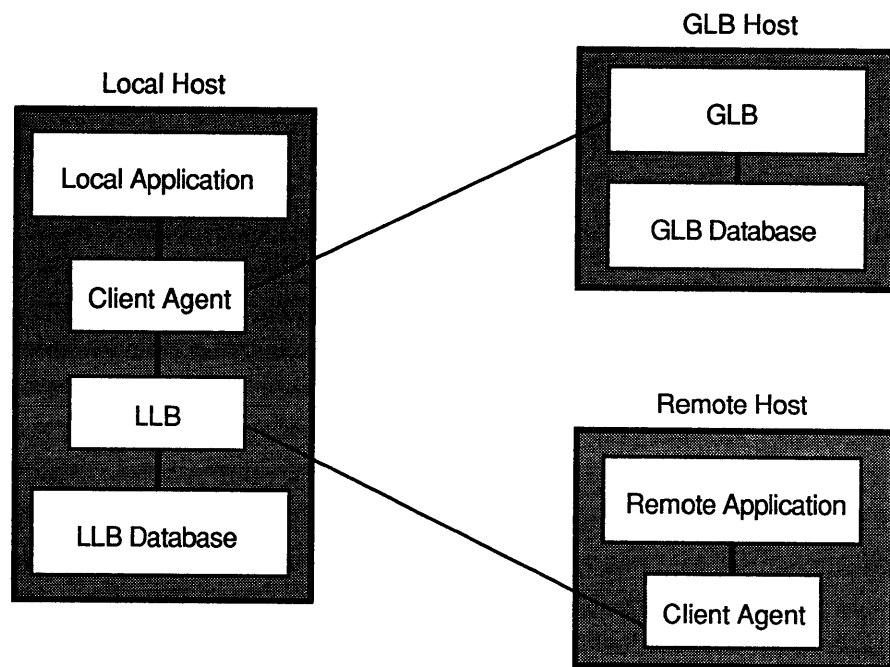 Local Host
Local Application
Client Agent
LLB
LLB Database
GLB Host
GLB
GLB Database
Remote Host
Remote Application
Client Agent